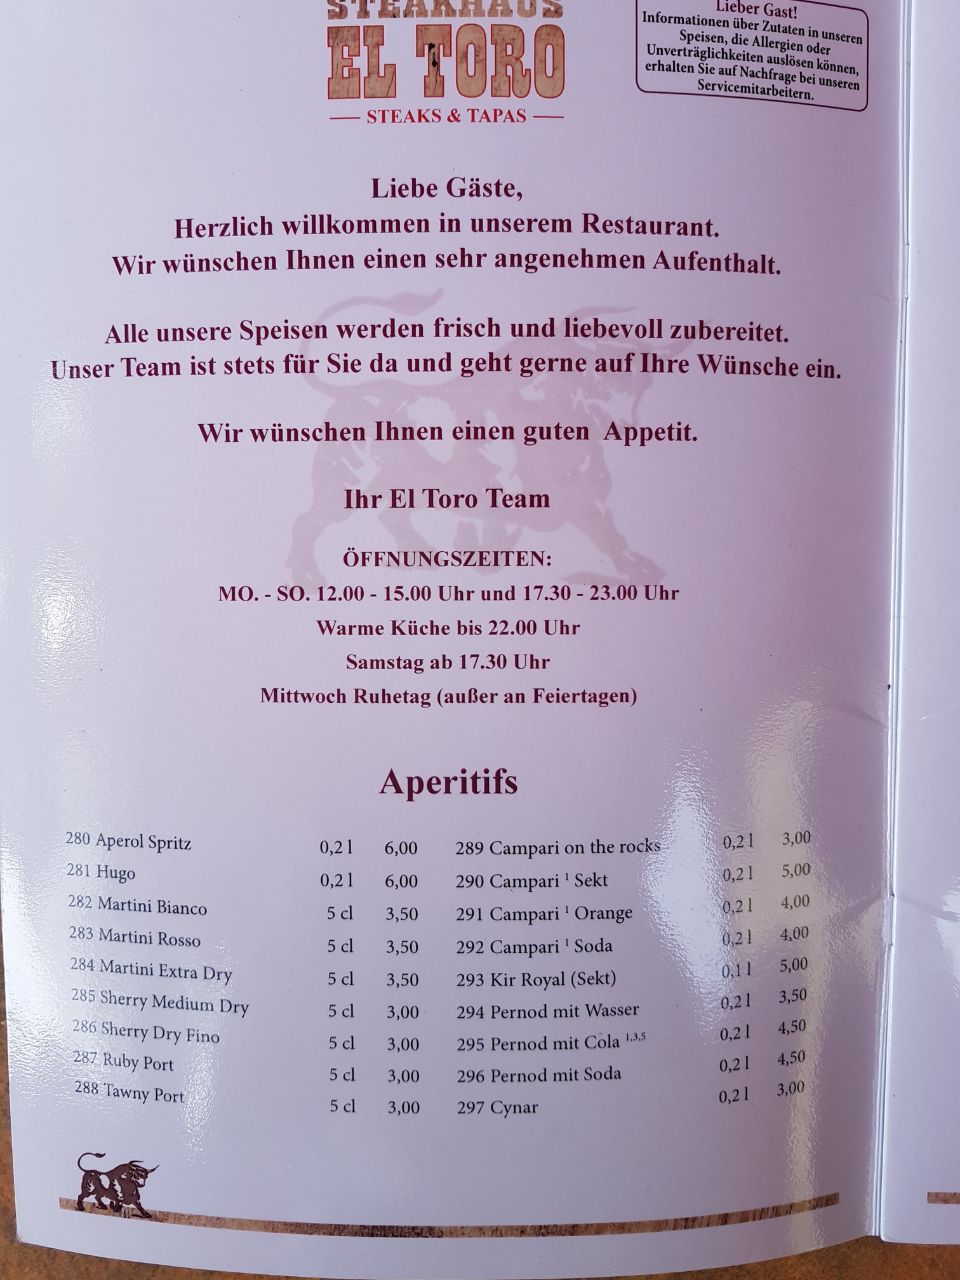 STEAKHAUS
EL TORO
STEAKS & TAPAS
Lieber Gast!
Informationen über Zutaten in unseren
Speisen, die Allergien oder
Unverträglichkeiten auslösen können,
erhalten Sie auf Nachfrage bei unseren
Servicemitarbeitern.
Liebe Gäste,
Herzlich willkommen in unserem Restaurant.
Wir wünschen Ihnen einen sehr angenehmen Aufenthalt.
Alle unsere Speisen werden frisch und liebevoll zubereitet.
Unser Team ist stets für Sie da und geht gerne auf Ihre Wünsche ein.
Wir wünschen Ihnen einen guten Appetit.
Ihr El Toro Team
ÖFFNUNGSZEITEN:
MO. - SO. 12.00 - 15.00 Uhr und 17.30 - 23.00 Uhr
Warme Küche bis 22.00 Uhr
Samstag ab 17.30 Uhr
Mittwoch Ruhetag (außer an Feiertagen)
Aperitifs
280 Aperol Spritz 0,2 l 6,00
281 Hugo 0,2 l 6,00
282 Martini Bianco 5 cl 3,50
283 Martini Rosso 5 cl 3,50
284 Martini Extra Dry 5 cl 3,50
285 Sherry Medium Dry 5 cl 3,00
286 Sherry Dry Fino 5 cl 3,00
287 Ruby Port 5 cl 3,00
288 Tawny Port 5 cl 3,00
289 Campari on the rocks 0,2 l 3,00
290 Campari ¹ Sekt 0,2 l 5,00
291 Campari ¹ Orange 0,2 l 4,00
292 Campari ¹ Soda 0,2 l 4,00
293 Kir Royal (Sekt) 0,1 l 5,00
294 Pernod mit Wasser 0,2 l 3,50
295 Pernod mit Cola ¹,³,⁵ 0,2 l 4,50
296 Pernod mit Soda 0,2 l 4,50
297 Cynar 0,2 l 3,00